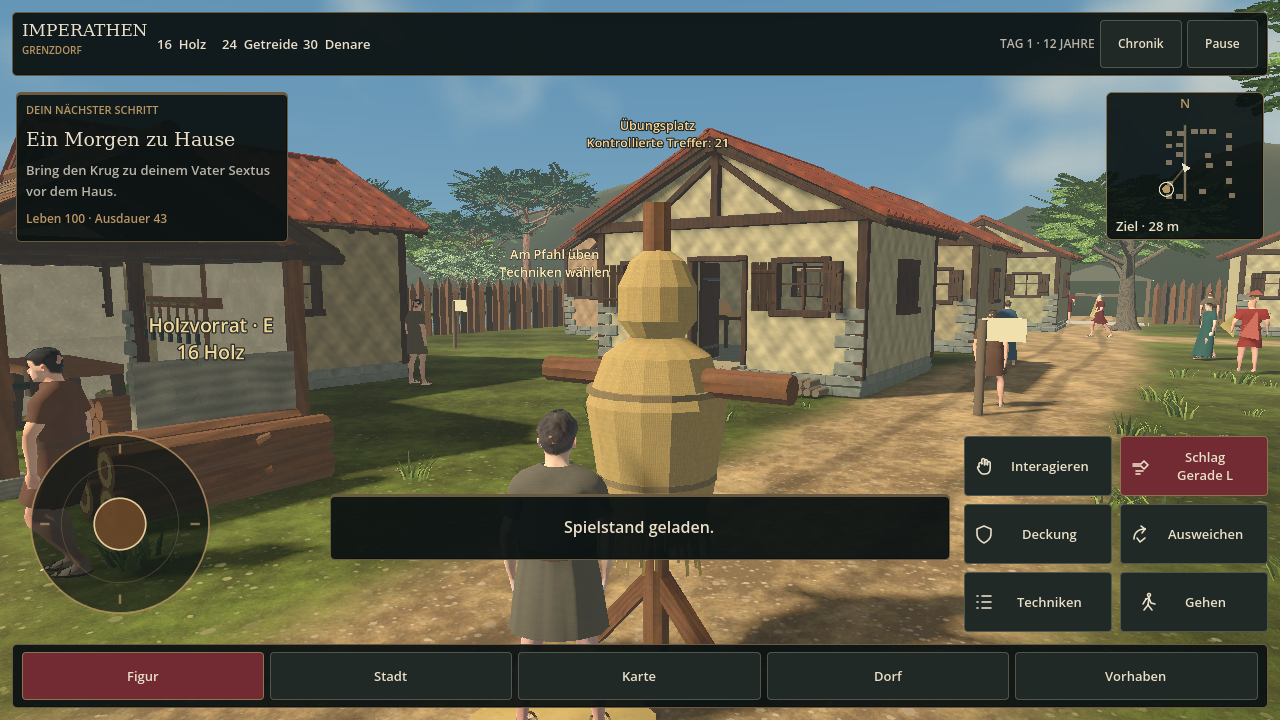 IMPERATHEN
GRENZDORF
16 Holz 24 Getreide 30 Denare
TAG 1 · 12 JAHRE
Chronik
Pause
DEIN NÄCHSTER SCHRITT
Ein Morgen zu Hause
Bring den Krug zu deinem Vater Sextus
vor dem Haus.
Leben 100 · Ausdauer 43
N
Ziel · 28 m
Übungsplatz
Kontrollierte Treffer: 21
Am Pfahl üben
Techniken wählen
Holzvorrat · E
16 Holz
Spielstand geladen.
Interagieren
Schlag
Gerade L
Deckung
Ausweichen
Techniken
Gehen
Figur
Stadt
Karte
Dorf
Vorhaben